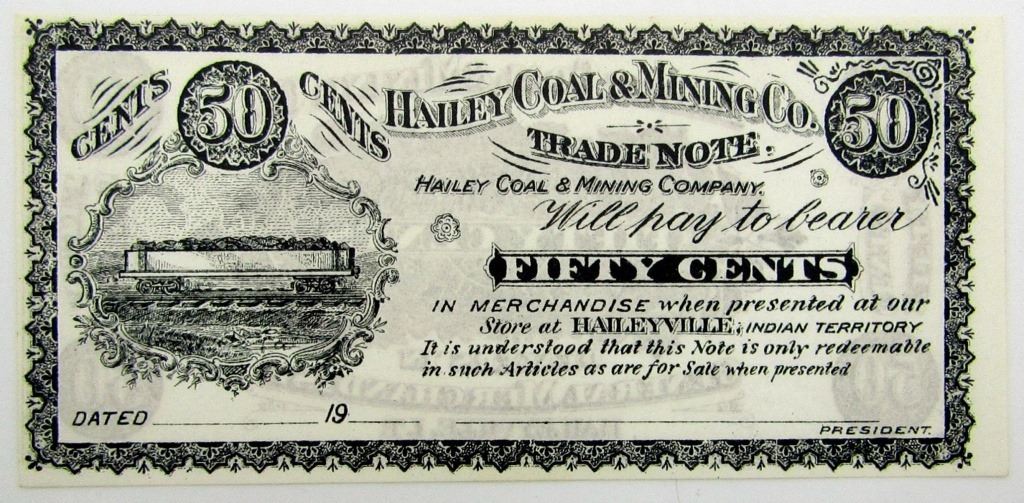 CENTS 50 CENTS
HAILEY COAL & MINING CO. 50
TRADE NOTE.
HAILEY COAL & MINING COMPANY.
Will pay to bearer
FIFTY CENTS
IN MERCHANDISE when presented at our
Store at HAILEYVILLE, INDIAN TERRITORY
It is understood that this Note is only redeemable
in such Articles as are for Sale when presented
DATED 19
PRESIDENT.